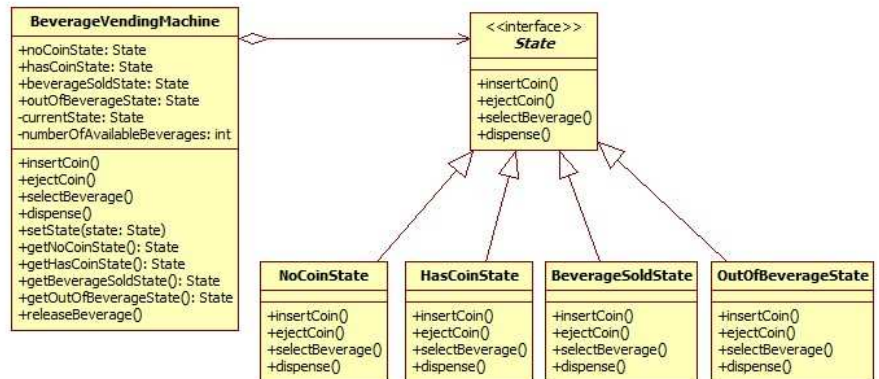 BeverageVendingMachine
+noCoinState: State
+hasCoinState: State
+beverageSoldState: State
+outOfBeverageState: State
-currentState: State
-numberOfAvailableBeverages: int
+insertCoin()
+ejectCoin()
+selectBeverage()
+dispense()
+setState(state: State)
+getNoCoinState(): State
+getHasCoinState(): State
+getBeverageSoldState(): State
+getOutOfBeverageState(): State
+releaseBeverage()
<<interface>>
State
+insertCoin()
+ejectCoin()
+selectBeverage()
+dispense()
NoCoinState
+insertCoin()
+ejectCoin()
+selectBeverage()
+dispense()
HasCoinState
+insertCoin()
+ejectCoin()
+selectBeverage()
+dispense()
BeverageSoldState
+insertCoin()
+ejectCoin()
+selectBeverage()
+dispense()
OutOfBeverageState
+insertCoin()
+ejectCoin()
+selectBeverage()
+dispense()